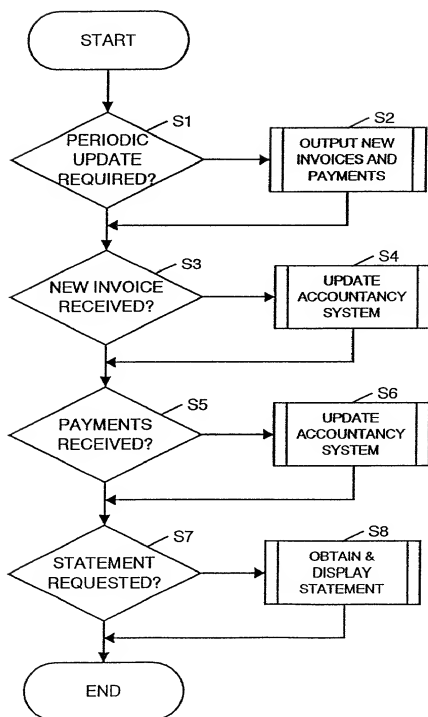 START
S1
PERIODIC
UPDATE
REQUIRED?
S2
OUTPUT NEW
INVOICES AND
PAYMENTS
S3
NEW INVOICE
RECEIVED?
S4
UPDATE
ACCOUNTANCY
SYSTEM
S5
PAYMENTS
RECEIVED?
S6
UPDATE
ACCOUNTANCY
SYSTEM
S7
STATEMENT
REQUESTED?
S8
OBTAIN &
DISPLAY
STATEMENT
END